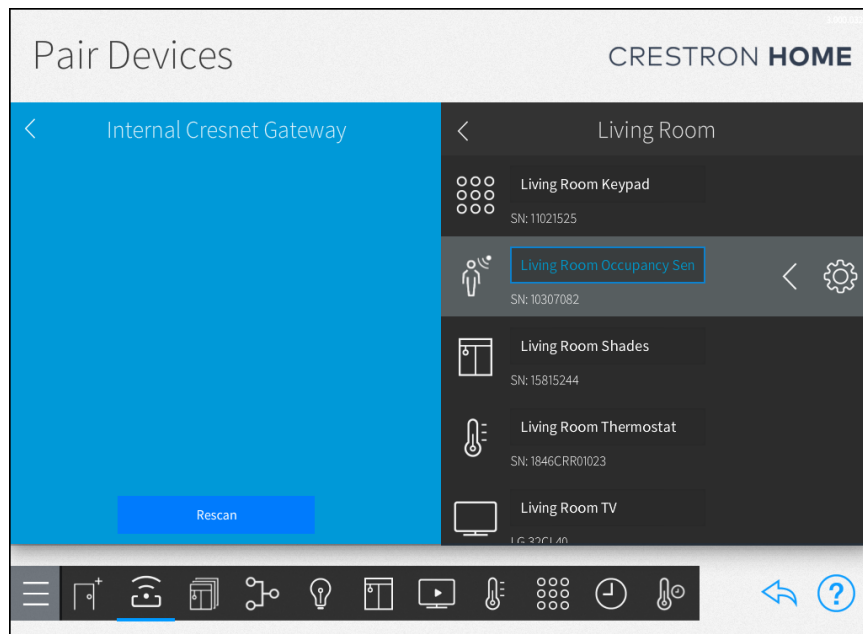 Pair Devices
CRESTRON HOME
Internal Cresnet Gateway
Living Room
Living Room Keypad
SN: 11021525
Living Room Occupancy Sen
SN: 10307082
Living Room Shades
SN: 15815244
Living Room Thermostat
SN: 1846CRR01023
Living Room TV
Rescan
?